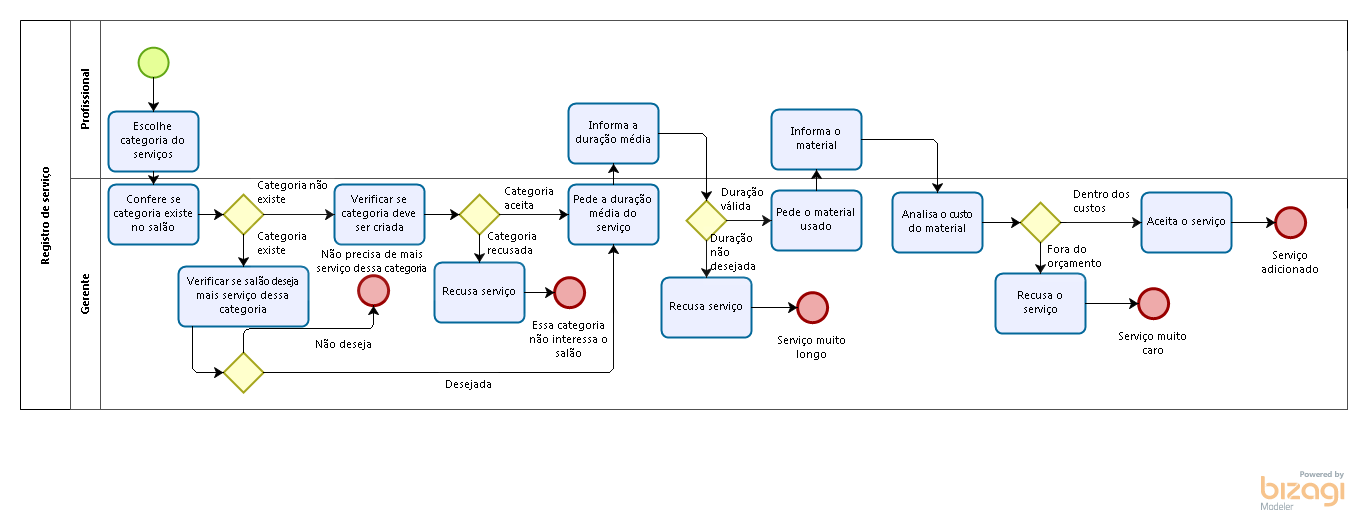 Registro de serviço
Profissional
Gerente
Escolhe
categoria do
serviços
Confere se
categoria existe
no salão
Categoria não
existe
Categoria
existe
Verificar se salão deseja
mais serviço dessa
categoria
Verificar se
categoria deve
ser criada
Não precisa de mais
serviço dessa categoria
Não deseja
Desejada
Categoria
aceita
Categoria
recusada
Recusa serviço
Essa categoria
não interessa o
salão
Informa a
duração média
Pede a duração
média do
serviço
Duração
válida
Duração
não
desejada
Recusa serviço
Serviço muito
longo
Informa o
material
Pede o material
usado
Analisa o custo
do material
Dentro dos
custos
Fora do
orçamento
Aceita o serviço
Serviço
adicionado
Recusa o
serviço
Serviço muito
caro
Powered by
bizagi
Modeler